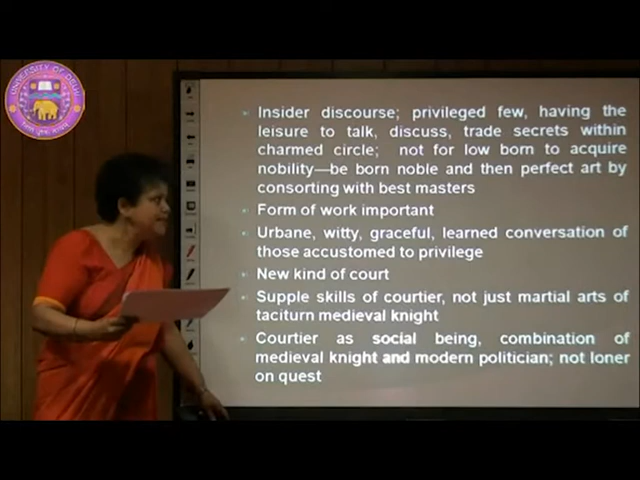 UNIVERSITY OF DELHI
Insider discourse; privileged few, having the
leisure to talk, discuss, trade secrets within
charmed circle; not for low born to acquire
nobility—be born noble and then perfect art by
consorting with best masters
Form of work important
Urbane, witty, graceful, learned conversation of
those accustomed to privilege
New kind of court
Supple skills of courtier, not just martial arts of
taciturn medieval knight
Courtier as social being, combination of
medieval knight and modern politician; not loner
on quest